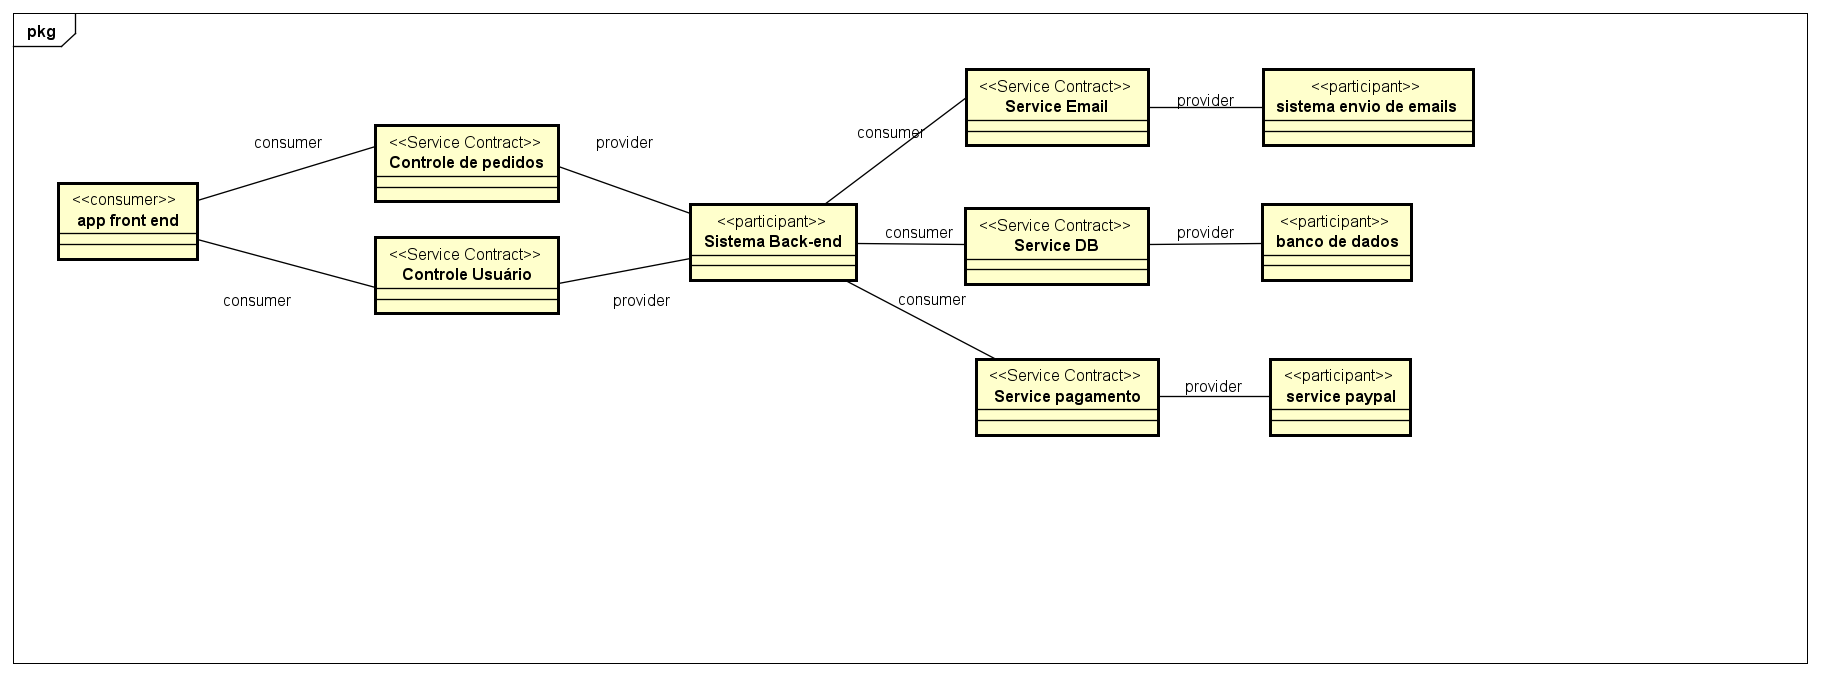 pkg
<<consumer>>
app front end
consumer
consumer
<<Service Contract>>
Controle de pedidos
<<Service Contract>>
Controle Usuário
provider
provider
<<participant>>
Sistema Back-end
consumer
consumer
consumer
<<Service Contract>>
Service Email
provider
<<participant>>
sistema envio de emails
<<Service Contract>>
Service DB
provider
<<participant>>
banco de dados
<<Service Contract>>
Service pagamento
provider
<<participant>>
service paypal